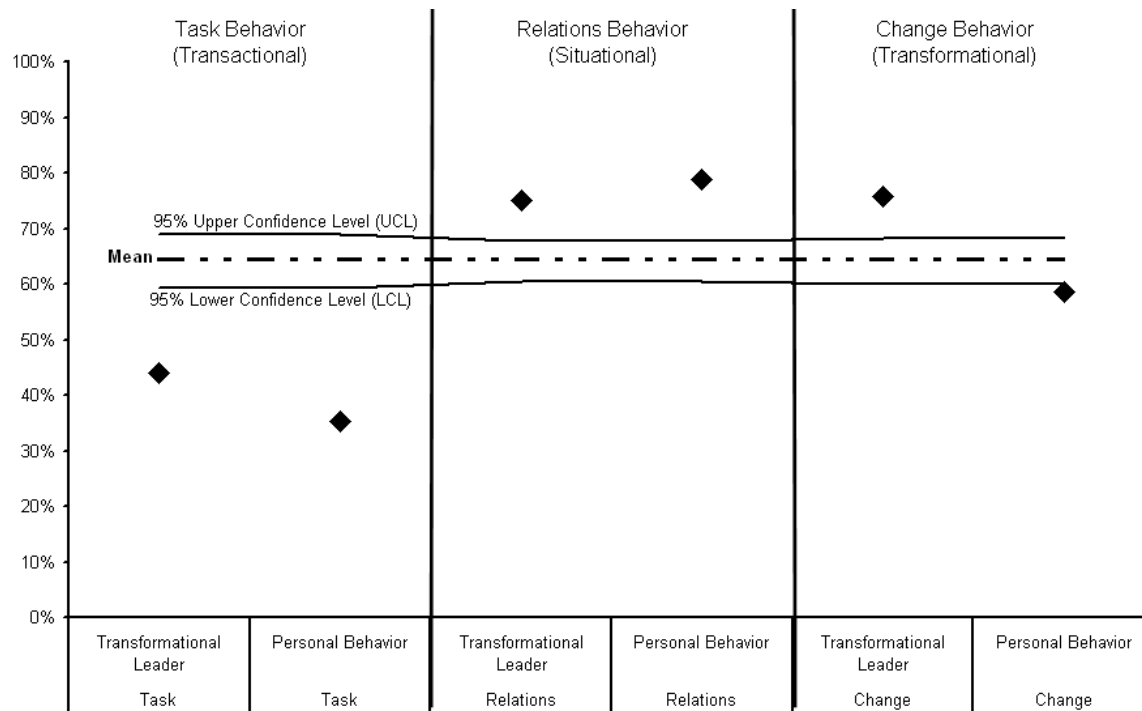 Task Behavior
(Transactional)
Relations Behavior
(Situational)
Change Behavior
(Transformational)
100%
90%
80%
70%
60%
50%
40%
30%
20%
10%
0%
95% Upper Confidence Level (UCL)
Mean
95% Lower Confidence Level (LCL)
Transformational
Leader
Task
Personal Behavior
Task
Transformational
Leader
Relations
Personal Behavior
Relations
Transformational
Leader
Change
Personal Behavior
Change